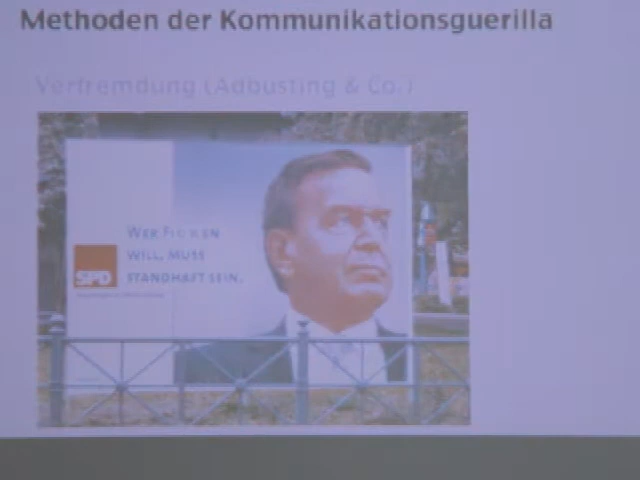 Methoden der Kommunikationsguerilla
Verfremdung (Adbusting & Co.)
WER FICKEN
WILL, MUSS
STANDHAFT SEIN.
SPD